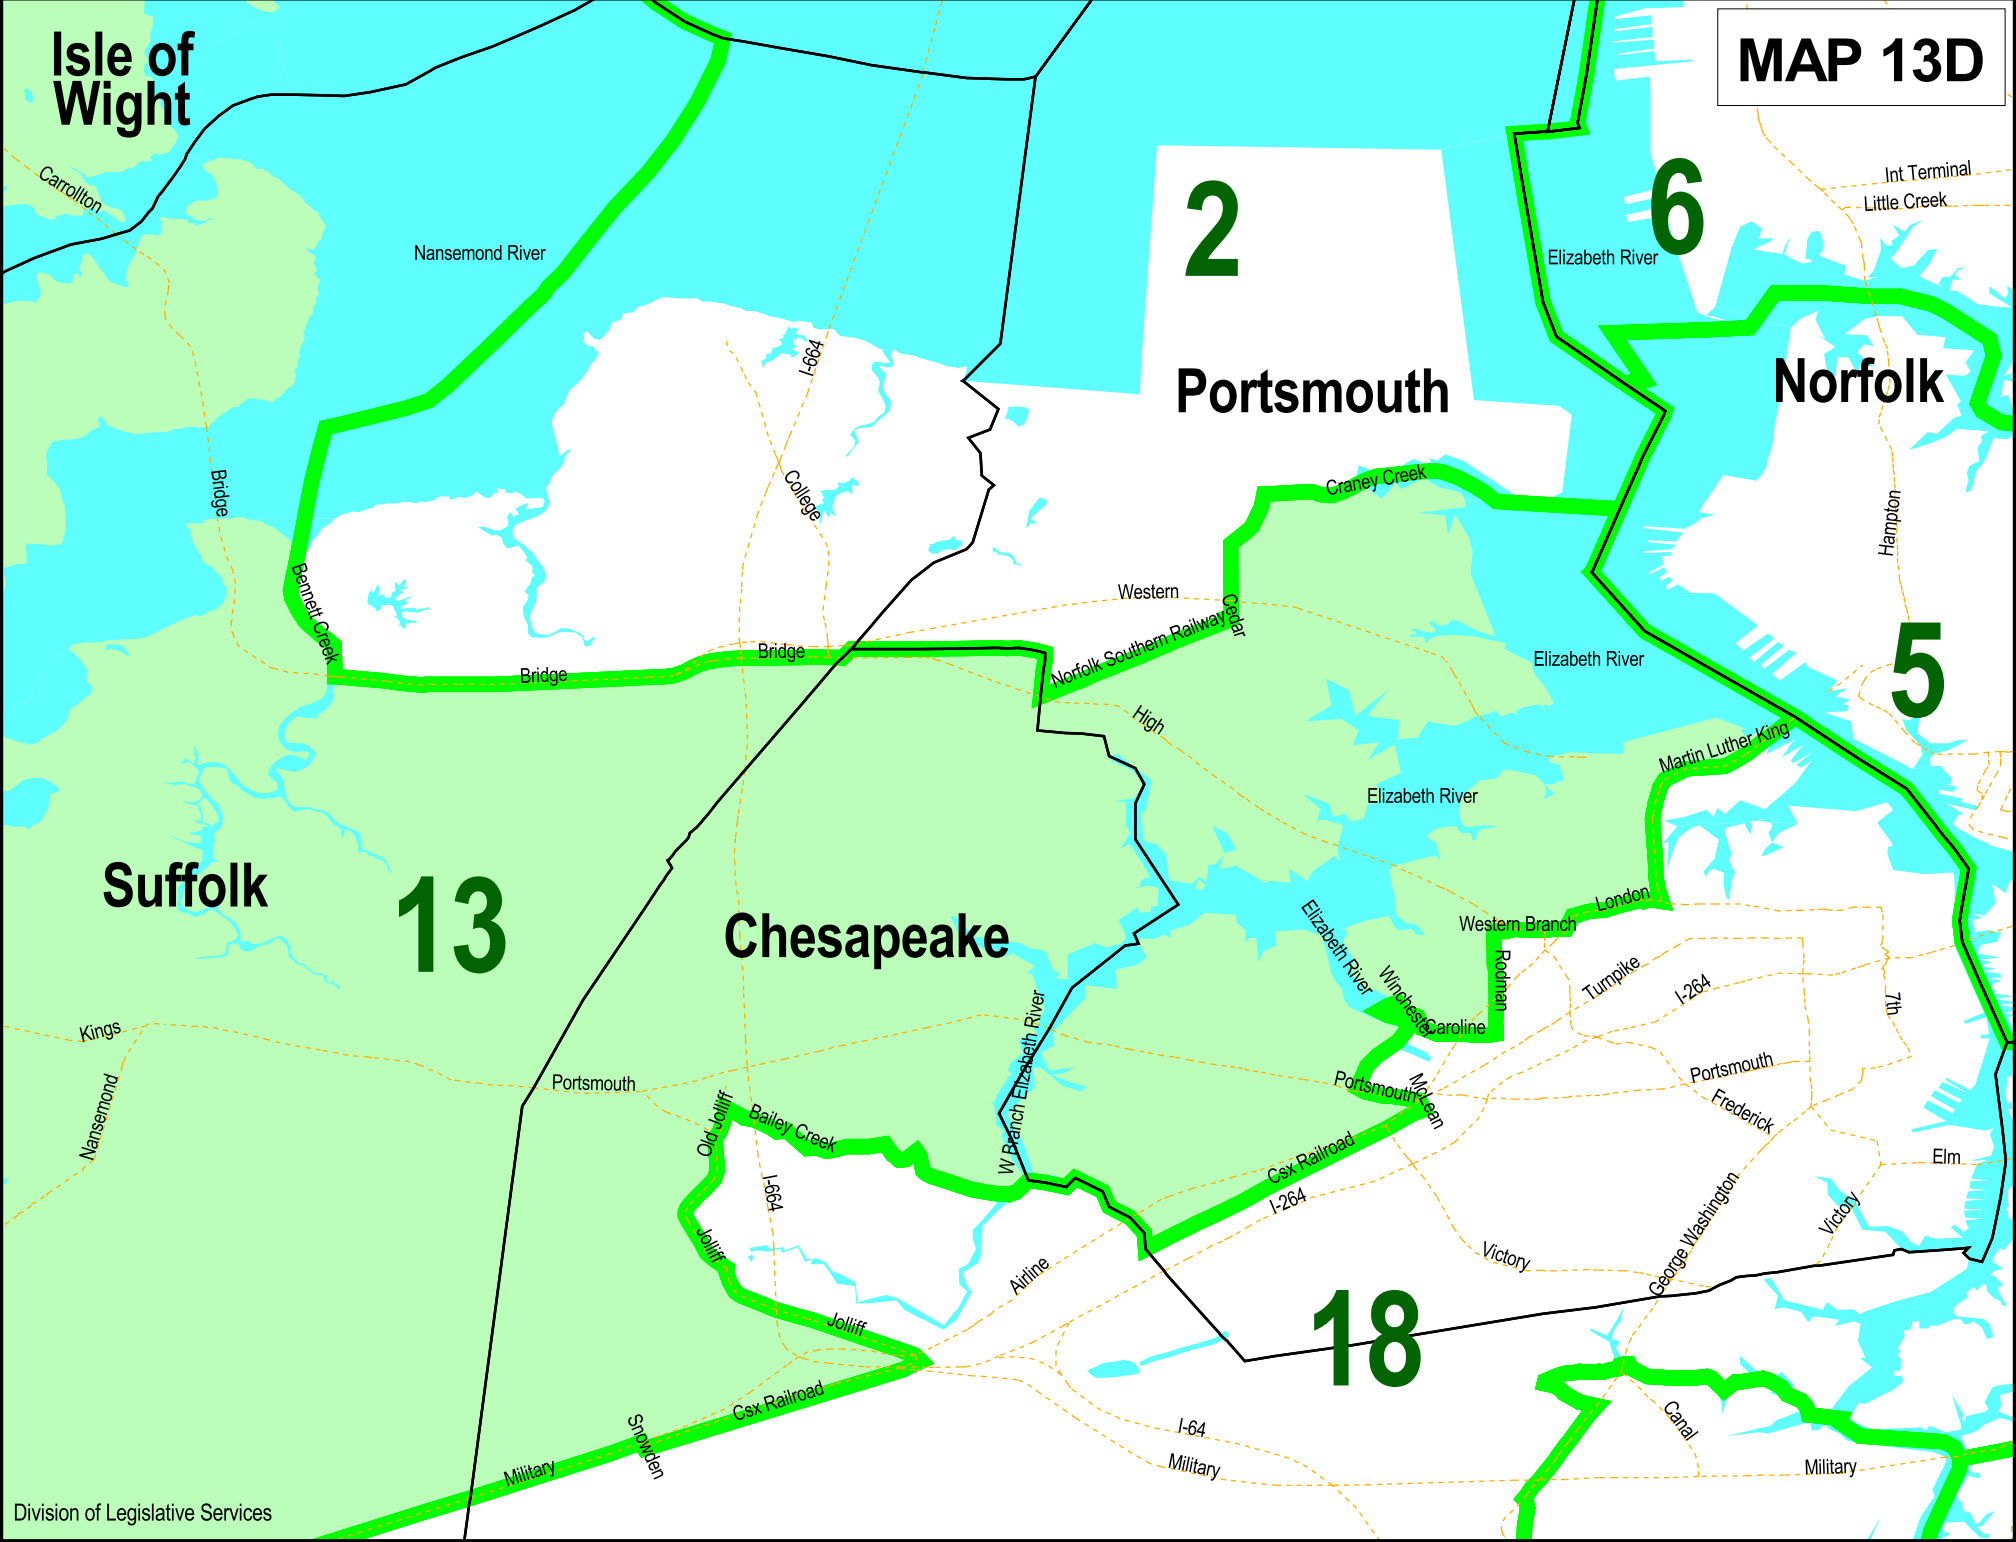 Isle of
Wight
MAP 13D
Carrollton
Int Terminal
Little Creek
2
6
Nansemond River
Elizabeth River
I-664
Portsmouth
Norfolk
Bridge
College
Craney Creek
Hampton
Bennett Creek
Western
Cedar
Norfolk Southern Railway
Bridge
Bridge
Elizabeth River
5
High
Martin Luther King
Elizabeth River
Suffolk
13
Chesapeake
London
Western Branch
Elizabeth River
Winchester
Rodman
Caroline
Turnpike
I-264
7th
Kings
Nansemond
Portsmouth
W Branch Elizabeth River
Portsmouth
McLean
Portsmouth
Frederick
Old Jolliff
Bailey Creek
Csx Railroad
I-264
Elm
I-664
Jolliff
Victory
Victory
George Washington
Airline
Jolliff
18
Csx Railroad
Snowden
Military
I-64
Military
Canal
Military
Division of Legislative Services